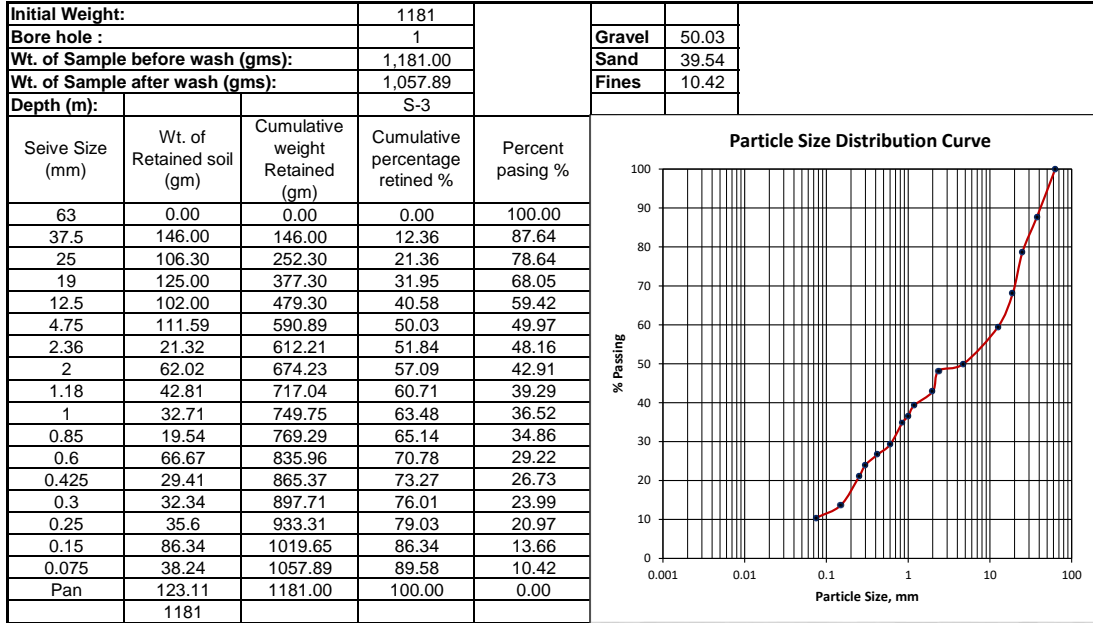 Initial Weight: 1181
Bore hole : 1 Gravel 50.03
Wt. of Sample before wash (gms): 1,181.00 Sand 39.54
Wt. of Sample after wash (gms): 1,057.89 Fines 10.42
Depth (m): S-3
Seive Size (mm) Wt. of Retained soil (gm) Cumulative weight Retained (gm) Cumulative percentage retined % Percent pasing %
63 0.00 0.00 0.00 100.00
37.5 146.00 146.00 12.36 87.64
25 106.30 252.30 21.36 78.64
19 125.00 377.30 31.95 68.05
12.5 102.00 479.30 40.58 59.42
4.75 111.59 590.89 50.03 49.97
2.36 21.32 612.21 51.84 48.16
2 62.02 674.23 57.09 42.91
1.18 42.81 717.04 60.71 39.29
1 32.71 749.75 63.48 36.52
0.85 19.54 769.29 65.14 34.86
0.6 66.67 835.96 70.78 29.22
0.425 29.41 865.37 73.27 26.73
0.3 32.34 897.71 76.01 23.99
0.25 35.6 933.31 79.03 20.97
0.15 86.34 1019.65 86.34 13.66
0.075 38.24 1057.89 89.58 10.42
Pan 123.11 1181.00 100.00 0.00
1181
Particle Size Distribution Curve
% Passing
100
90
80
70
60
50
40
30
20
10
0
0.001 0.01 0.1 1 10 100
Particle Size, mm